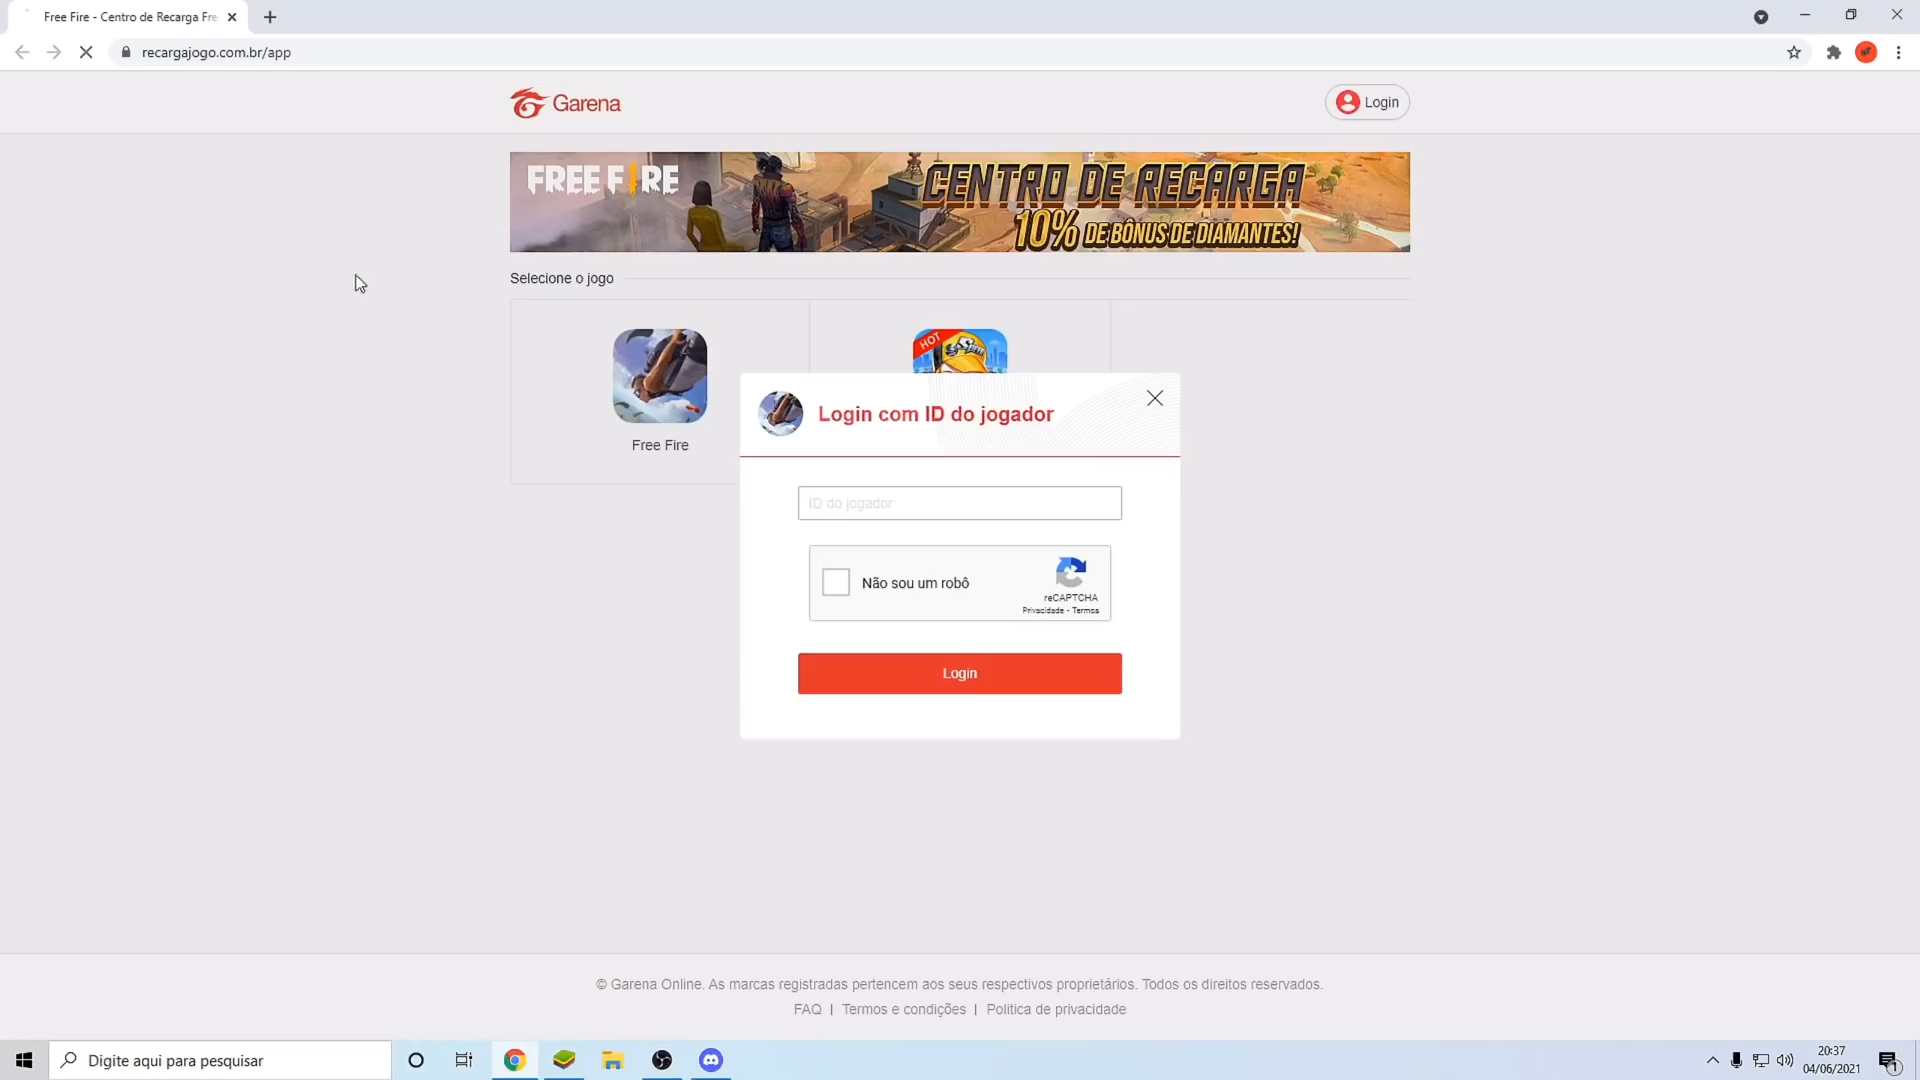 Free Fire - Centro de Recarga Fre
recargajogo.com.br/app
Garena
Login
FREE FIRE
CENTRO DE RECARGA
10% DE BÔNUS DE DIAMANTES!
Selecione o jogo
HOT
Free Fire
Login com ID do jogador
ID do jogador
Não sou um robô
reCAPTCHA
Privacidade - Termos
Login
© Garena Online. As marcas registradas pertencem aos seus respectivos proprietários. Todos os direitos reservados.
FAQ | Termos e condições | Política de privacidade
Digite aqui para pesquisar
20:37
04/06/2021
1